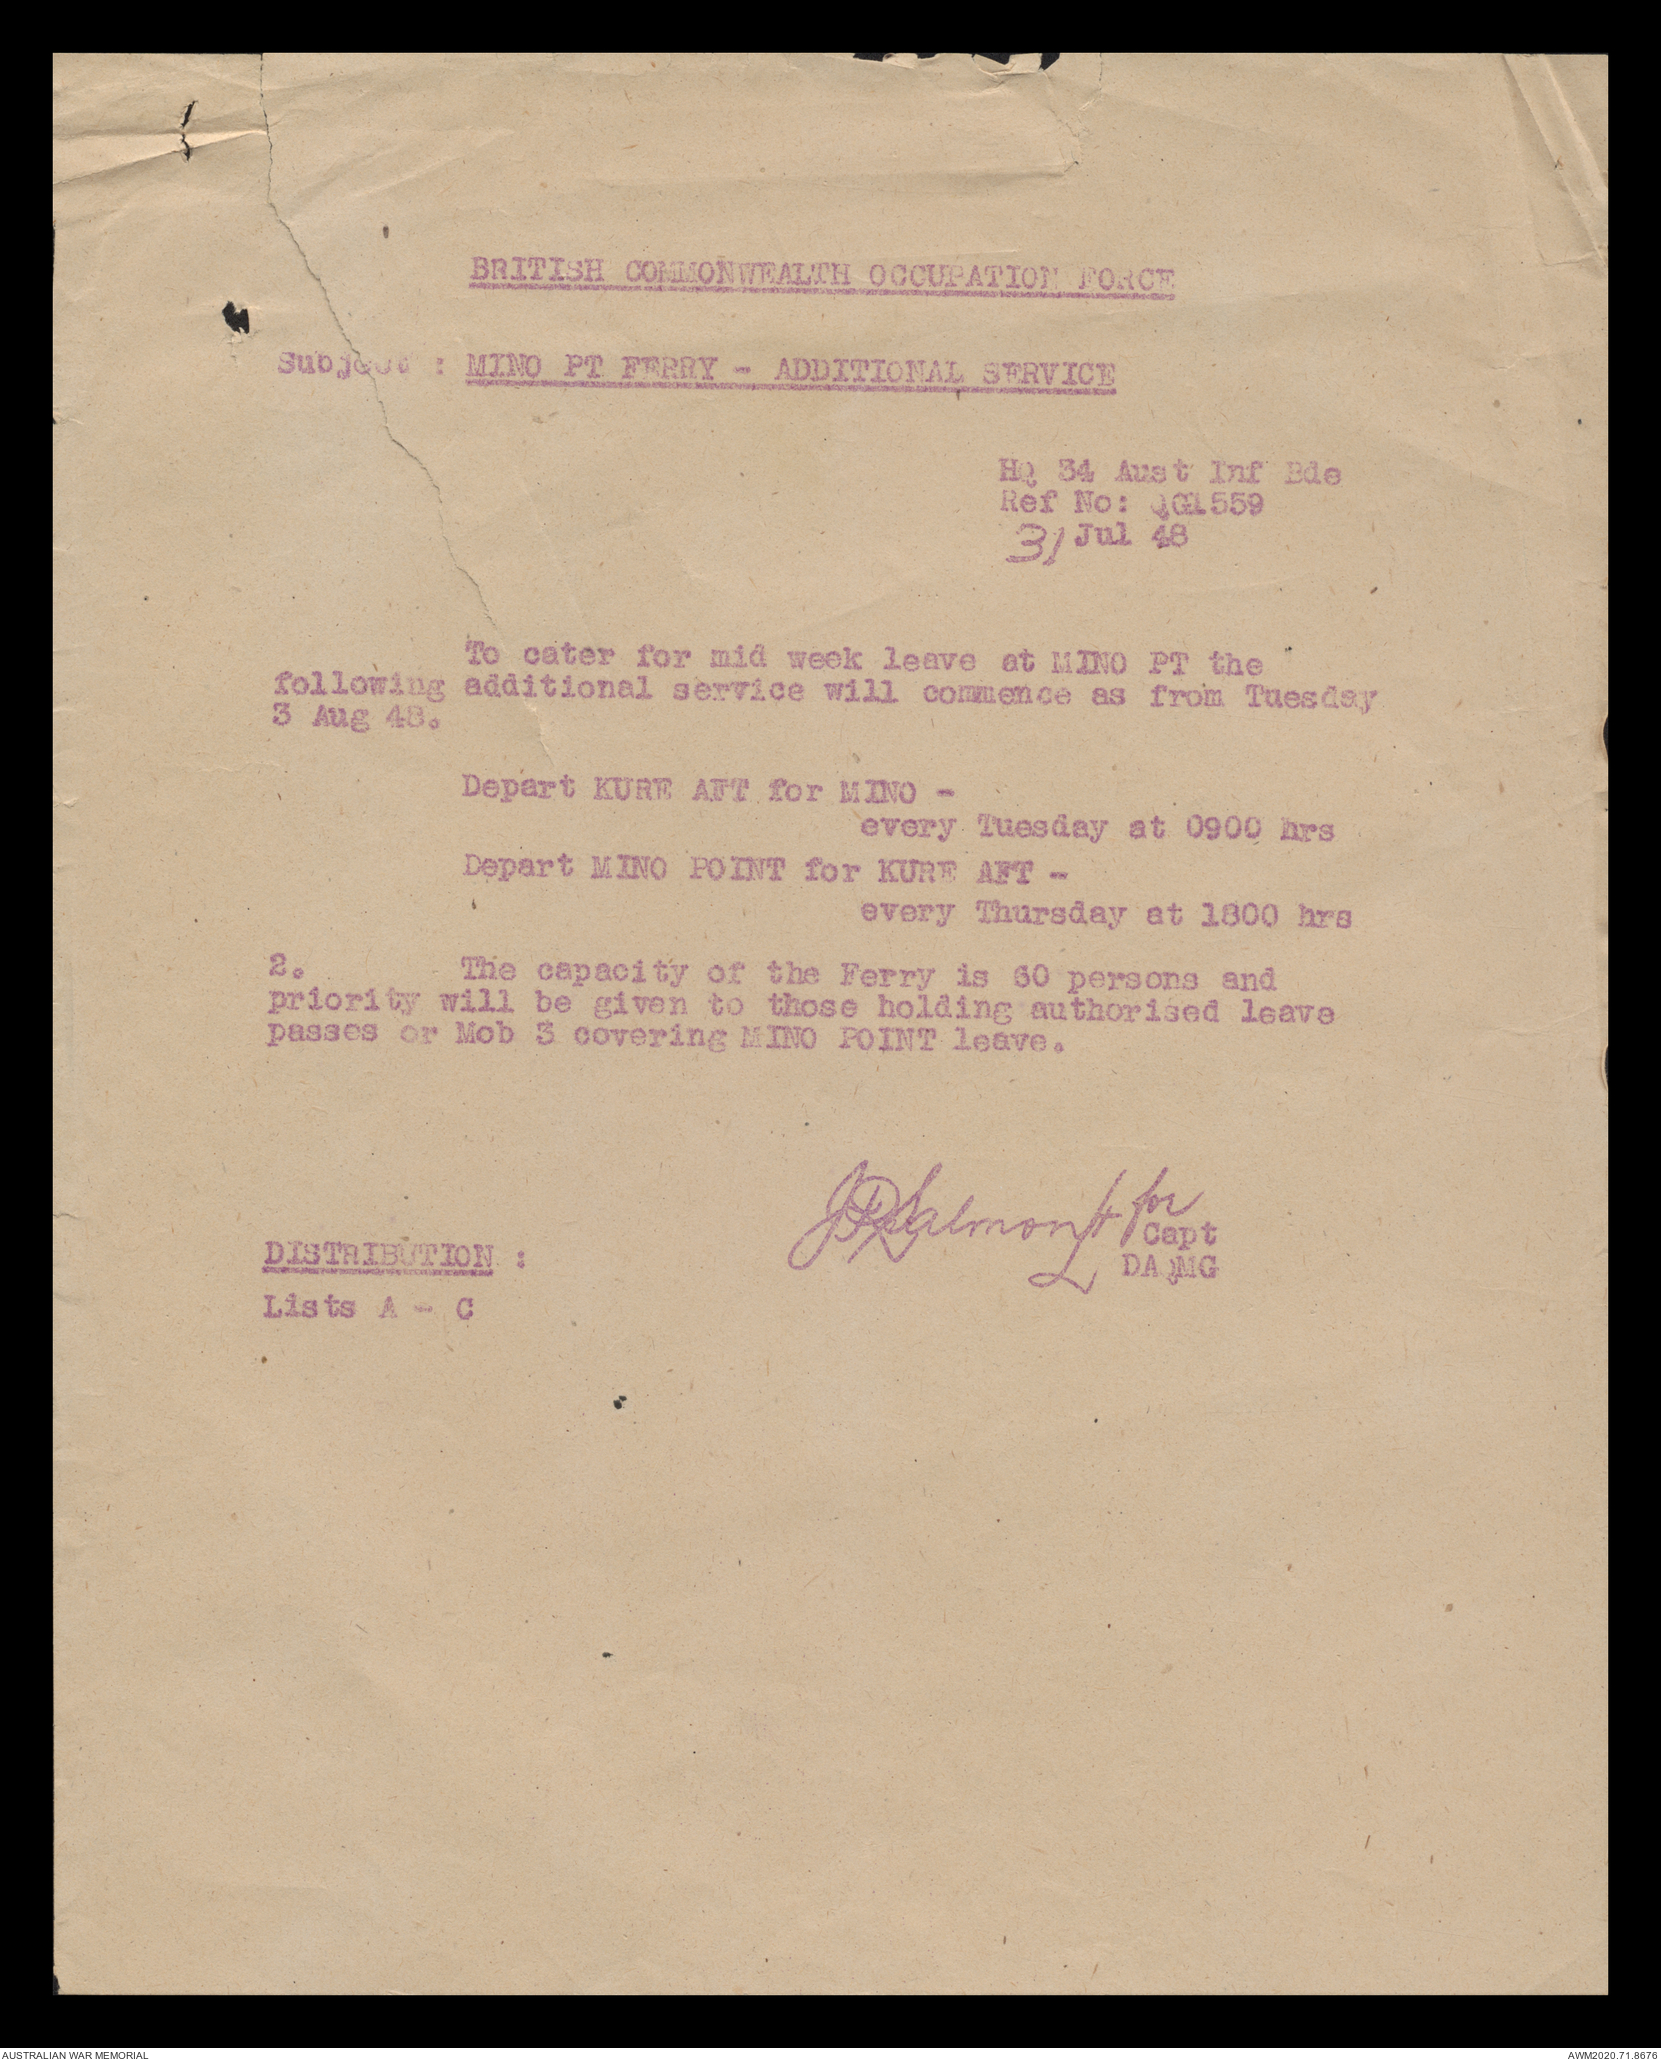 BRITISH COMMONWEALTH OCCUPATION FORCE
Subject : MINO PT FERRY - ADDITIONAL SERVICE
HQ 34 Aust Inf Bde
Ref No: QG1559
31 Jul 48
To cater for mid week leave at MINO PT the
following additional service will commence as from Tuesday
3 Aug 48.
Depart KURE AFT for MINO -
every Tuesday at 0900 hrs
Depart MINO POINT for KURE AFT -
every Thursday at 1800 hrs
2. The capacity of the Ferry is 60 persons and
priority will be given to those holding authorised leave
passes or Mob 3 covering MINO POINT leave.
Lt for
Capt
DAQMG
DISTRIBUTION :
Lists A - C
AUSTRALIAN WAR MEMORIAL
AWM2020.71.8676